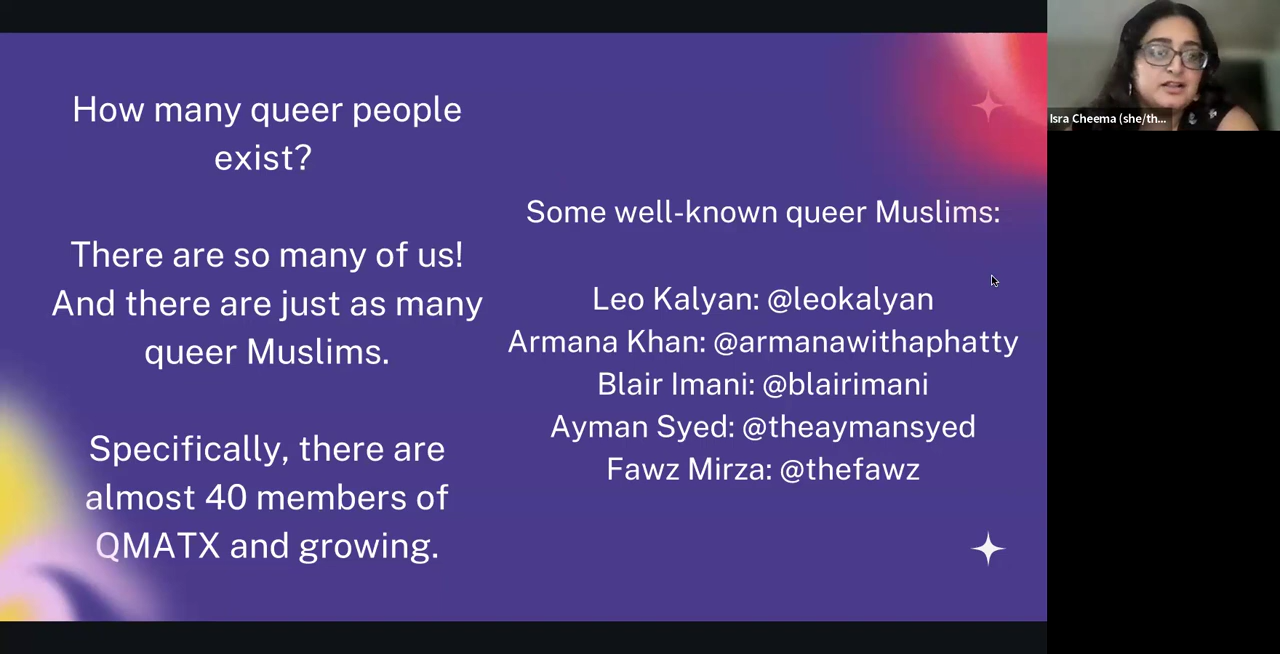 How many queer people
exist?
There are so many of us!
And there are just as many
queer Muslims.
Specifically, there are
almost 40 members of
QMATX and growing.
Some well-known queer Muslims:
Leo Kalyan: @leokalyan
Armana Khan: @armanawithaphatty
Blair Imani: @blairimani
Ayman Syed: @theaymansyed
Fawz Mirza: @thefawz
Isra Cheema (she/th...